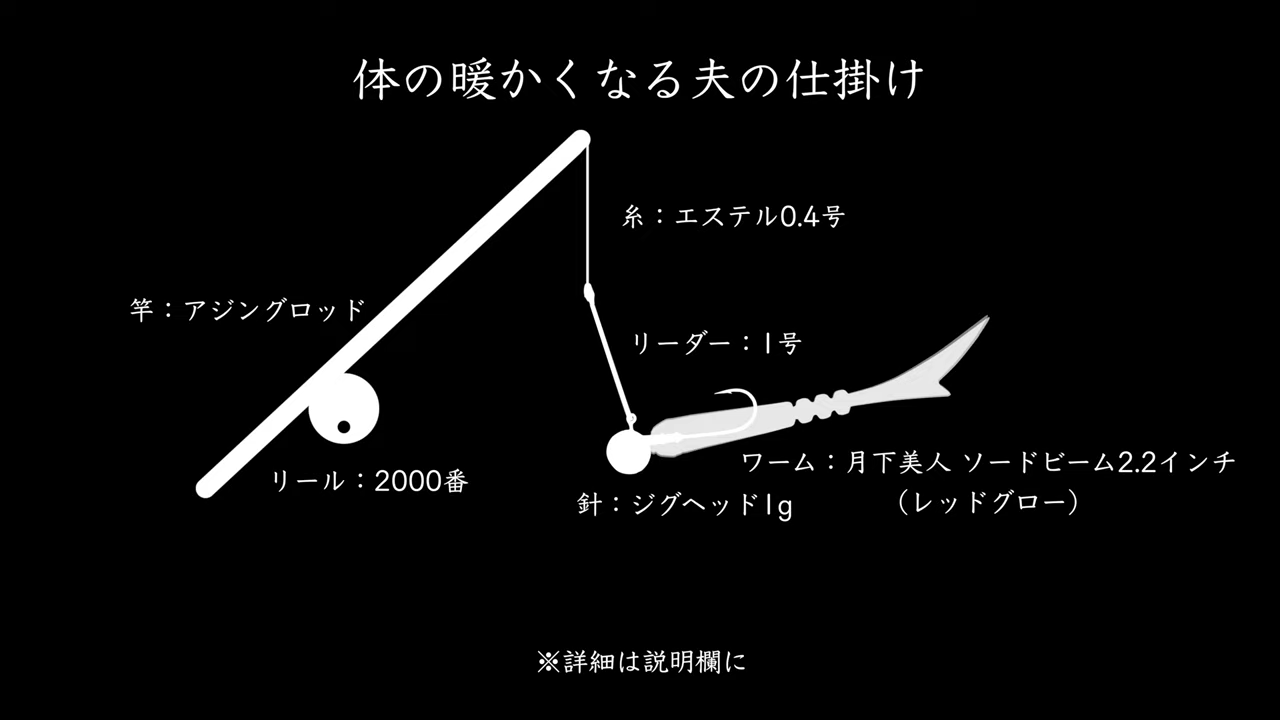 体の暖かくなる夫の仕掛け
糸：エステル0.4号
竿：アジングロッド
リーダー：1号
リール：2000番
ワーム：月下美人 ソードビーム2.2インチ
（レッドグロー）
針：ジグヘッド1g
※詳細は説明欄に